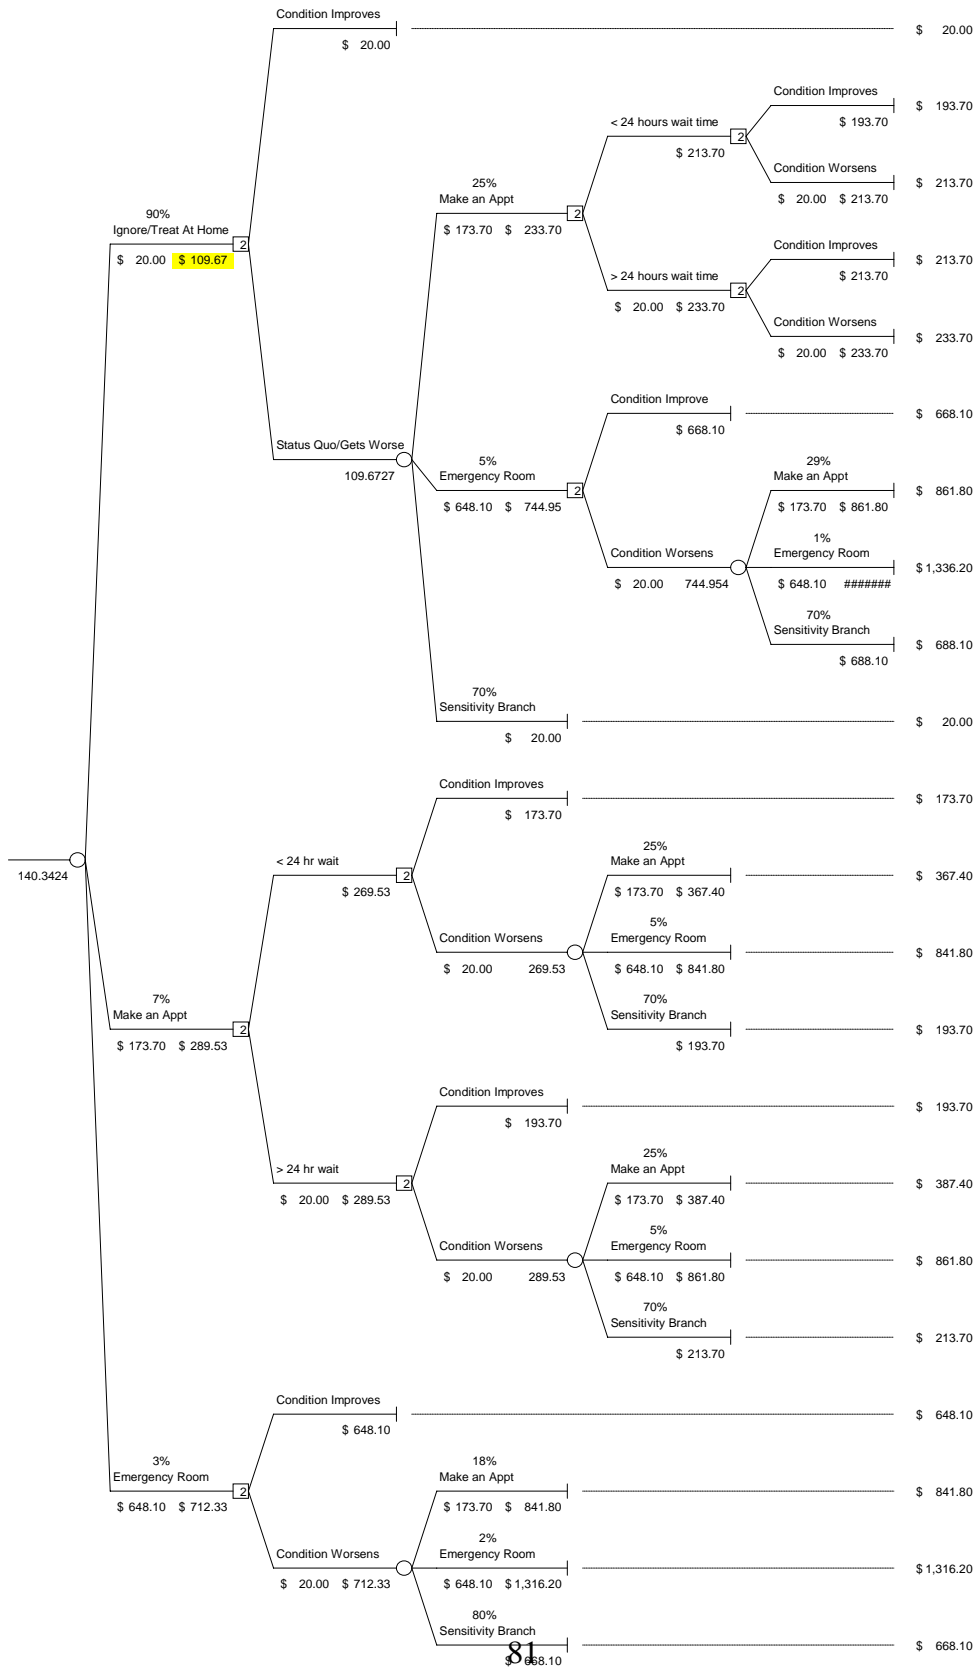 Condition Improves
$ 20.00 $ 20.00
Condition Improves $ 193.70
< 24 hours wait time $ 193.70
2
$ 213.70
25% Condition Worsens
Make an Appt $ 213.70
90% $ 20.00 $ 213.70
Ignore/Treat At Home 2
2 $ 173.70 $ 233.70 Condition Improves
$ 20.00 $ 109.67 $ 213.70
> 24 hours wait time $ 213.70
2
$ 20.00 $ 233.70
Condition Worsens
$ 233.70
$ 20.00 $ 233.70
Condition Improve
$ 668.10
$ 668.10
Status Quo/Gets Worse 5% 29%
109.6727 Emergency Room Make an Appt
2 $ 861.80
$ 648.10 $ 744.95 $ 173.70 $ 861.80
1%
Condition Worsens Emergency Room
$ 1,336.20
$ 20.00 744.954 $ 648.10 #######
70%
Sensitivity Branch
$ 688.10
$ 688.10
70%
Sensitivity Branch
$ 20.00
$ 20.00
Condition Improves
$ 173.70
$ 173.70
25%
< 24 hr wait Make an Appt
140.3424 2 $ 367.40
$ 269.53 $ 173.70 $ 367.40
5%
Condition Worsens Emergency Room
$ 841.80
$ 20.00 269.53 $ 648.10 $ 841.80
7% 70%
Make an Appt Sensitivity Branch
2 $ 193.70
$ 173.70 $ 289.53 $ 193.70
Condition Improves
$ 193.70
$ 193.70
25%
> 24 hr wait Make an Appt
2 $ 387.40
$ 20.00 $ 289.53 $ 173.70 $ 387.40
5%
Condition Worsens Emergency Room
$ 861.80
$ 20.00 289.53 $ 648.10 $ 861.80
70%
Sensitivity Branch
$ 213.70
$ 213.70
Condition Improves
$ 648.10
$ 648.10
3% 18%
Emergency Room Make an Appt
2 $ 841.80
$ 648.10 $ 712.33 $ 173.70 $ 841.80
2%
Condition Worsens Emergency Room
$ 1,316.20
$ 20.00 $ 712.33 $ 648.10 $ 1,316.20
80%
Sensitivity Branch
$ 668.10
$ 668.10
81